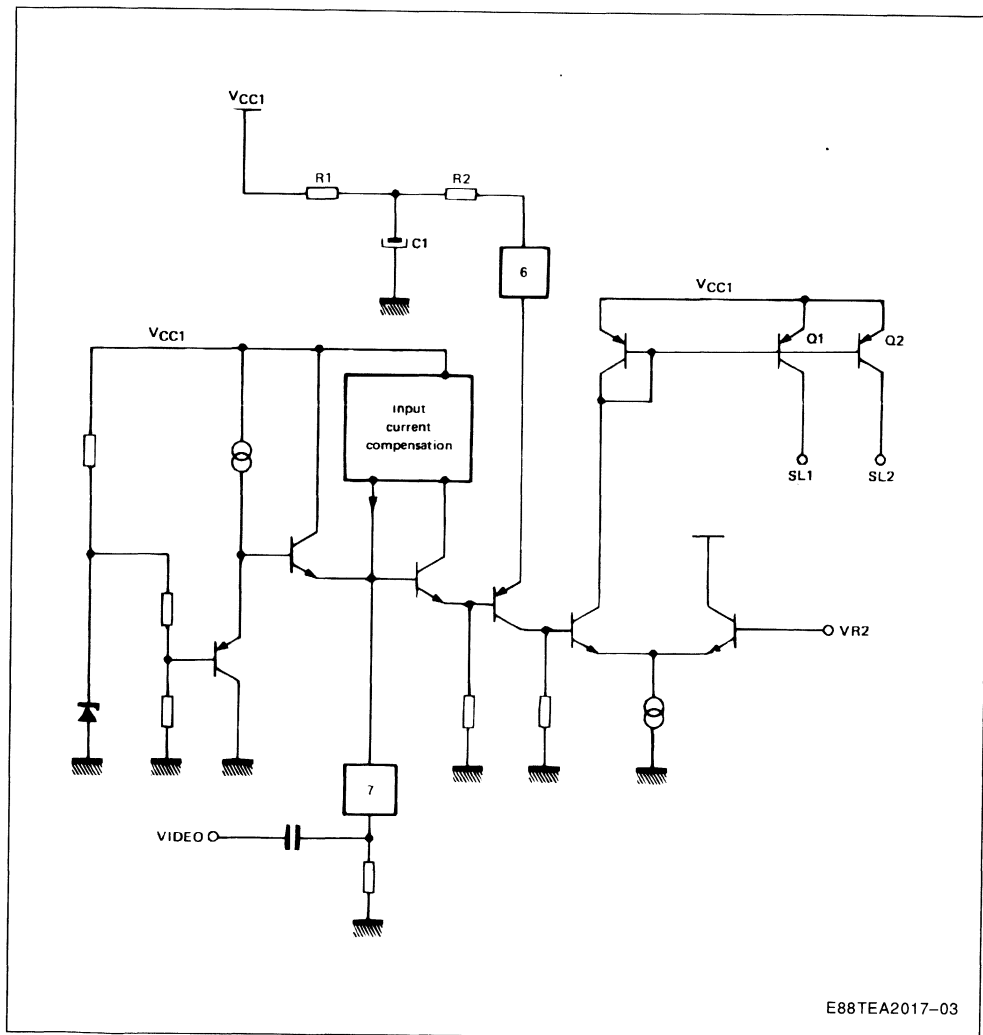 VCC1
R1
R2
C1
6
VCC1
Q1
Q2
VCC1
input
current
compensation
SL1
SL2
VR2
7
VIDEO
E88TEA2017-03